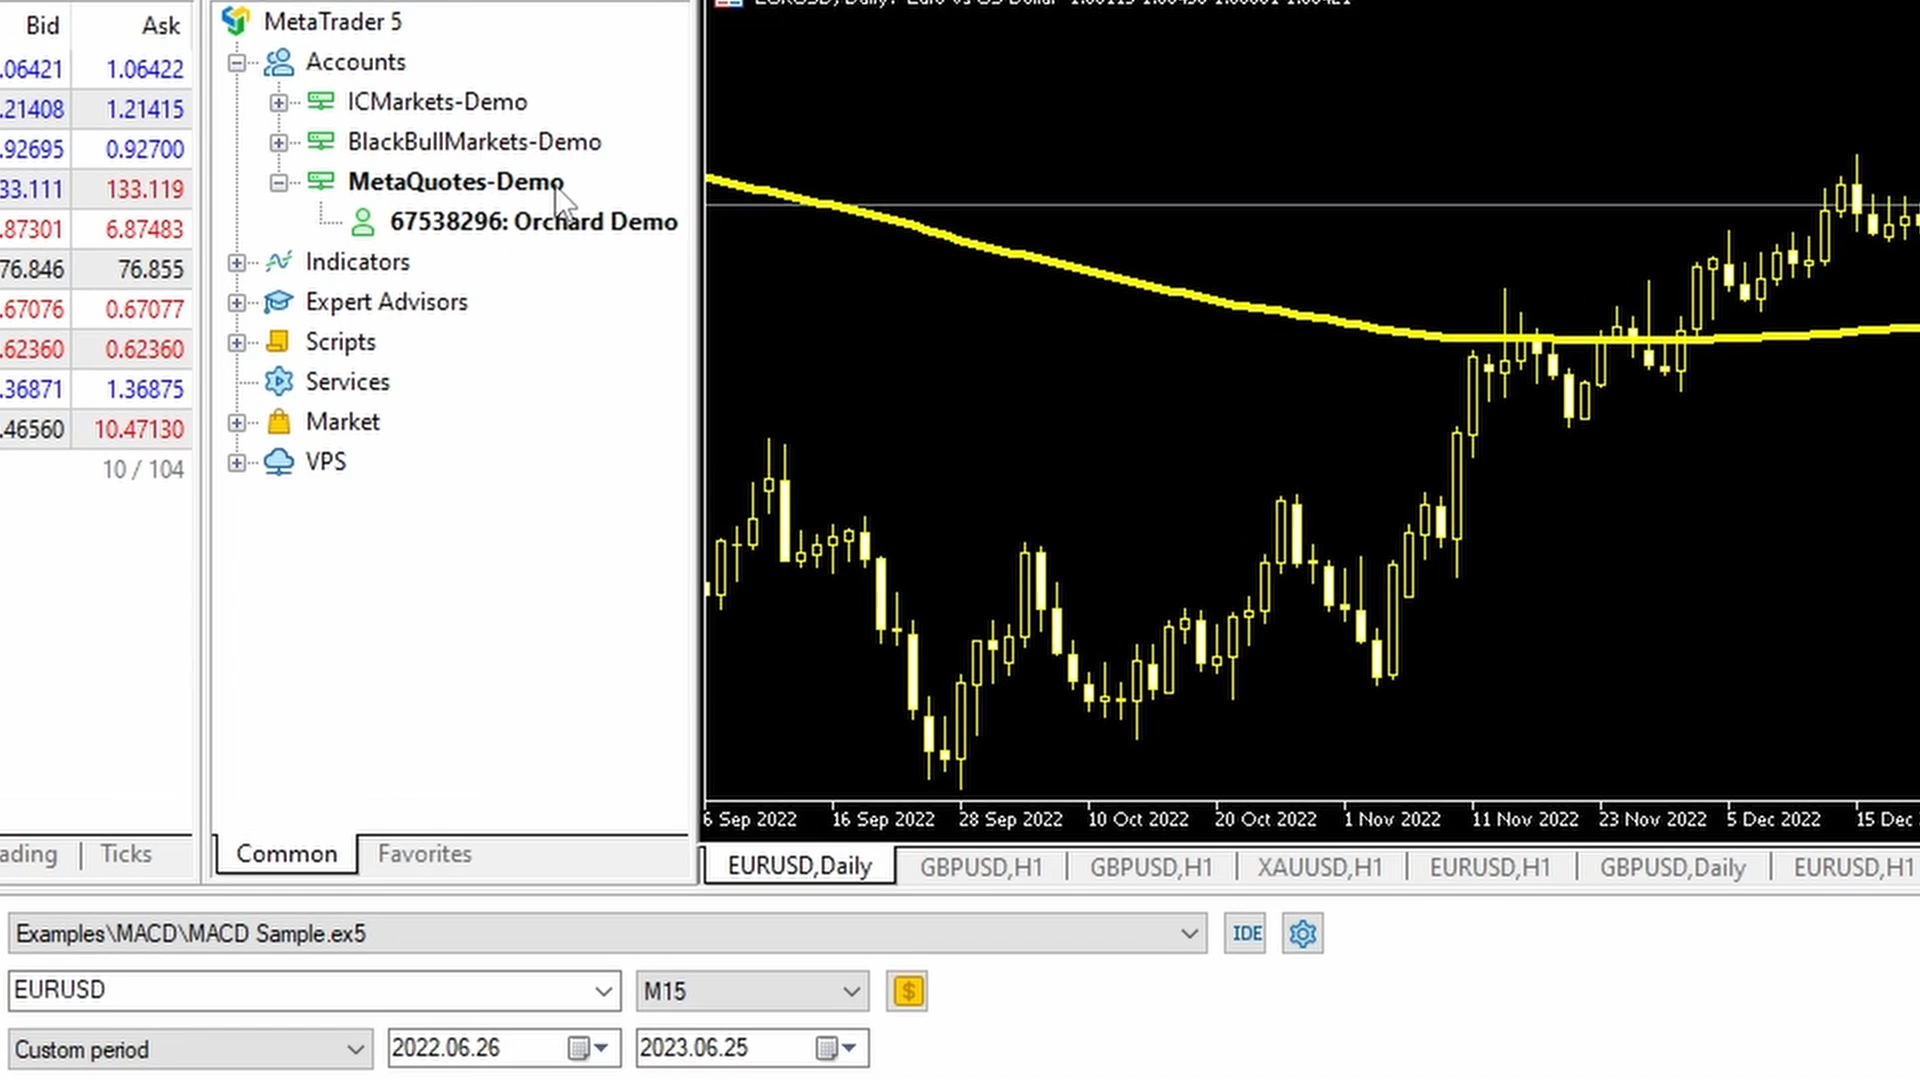 Bid Ask
.06421 1.06422
.21408 1.21415
.92695 0.92700
33.111 133.119
.87301 6.87483
76.846 76.855
.67076 0.67077
.62360 0.62360
.36871 1.36875
.46560 10.47130
10 / 104
ading | Ticks
MetaTrader 5
Accounts
ICMarkets-Demo
BlackBullMarkets-Demo
MetaQuotes-Demo
67538296: Orchard Demo
Indicators
Expert Advisors
Scripts
Services
Market
VPS
Common Favorites
6 Sep 2022 16 Sep 2022 28 Sep 2022 10 Oct 2022 20 Oct 2022 1 Nov 2022 11 Nov 2022 23 Nov 2022 5 Dec 2022 15 Dec
EURUSD,Daily GBPUSD,H1 | GBPUSD,H1 | XAUUSD,H1 | EURUSD,H1 | GBPUSD,Daily | EURUSD,H1
Examples\MACD\MACD Sample.ex5 IDE
EURUSD M15 $
Custom period 2022.06.26 2023.06.25